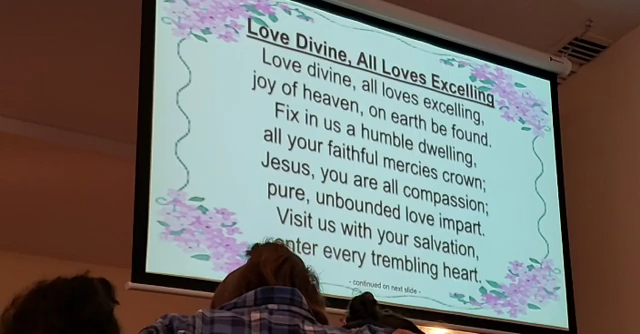 Love Divine, All Loves Excelling
Love divine, all loves excelling,
joy of heaven, on earth be found.
Fix in us a humble dwelling,
all your faithful mercies crown;
Jesus, you are all compassion;
pure, unbounded love impart.
Visit us with your salvation,
enter every trembling heart.
- continued on next slide -